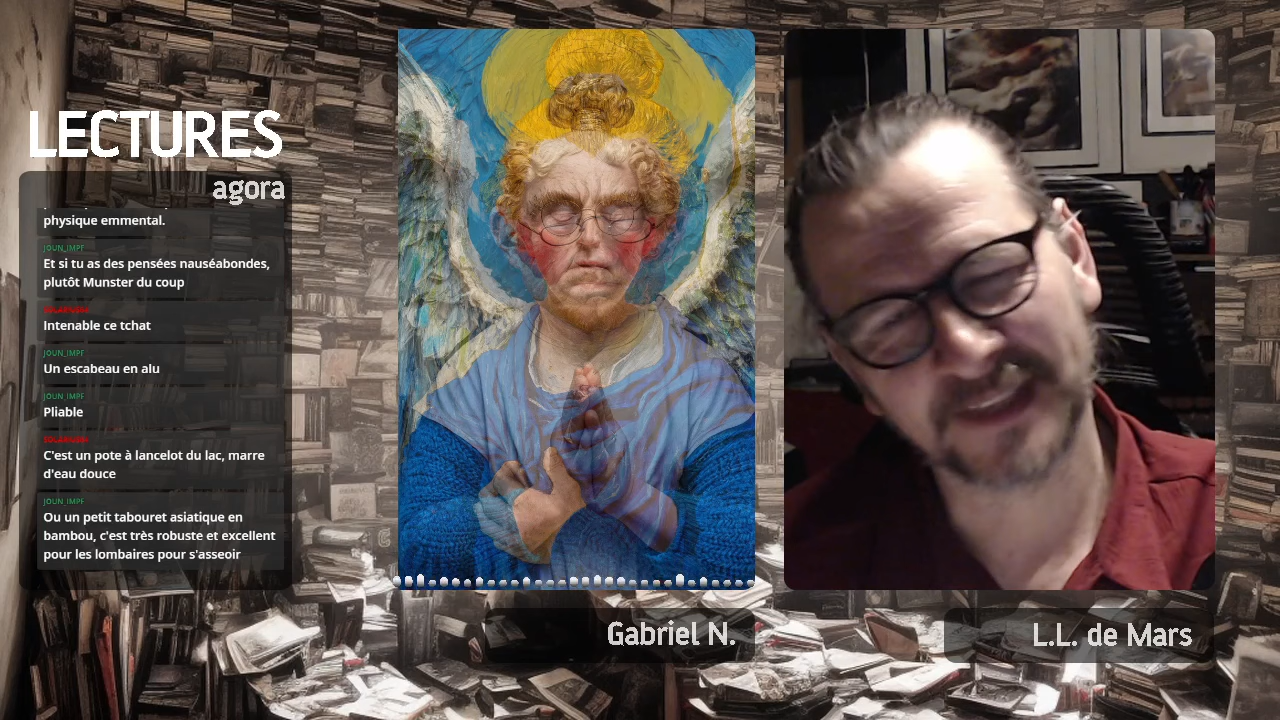 LECTURES
agora
physique emmental.
JOUN_IMPF
Et si tu as des pensées nauséabondes,
plutôt Munster du coup
Intenable ce tchat
JOUN_IMPF
Un escabeau en alu
JOUN_IMPF
Pliable
C'est un pote à lancelot du lac, marre
d'eau douce
JOUN_IMPF
Ou un petit tabouret asiatique en
bambou, c'est très robuste et excellent
pour les lombaires pour s'asseoir
Gabriel N.
L.L. de Mars